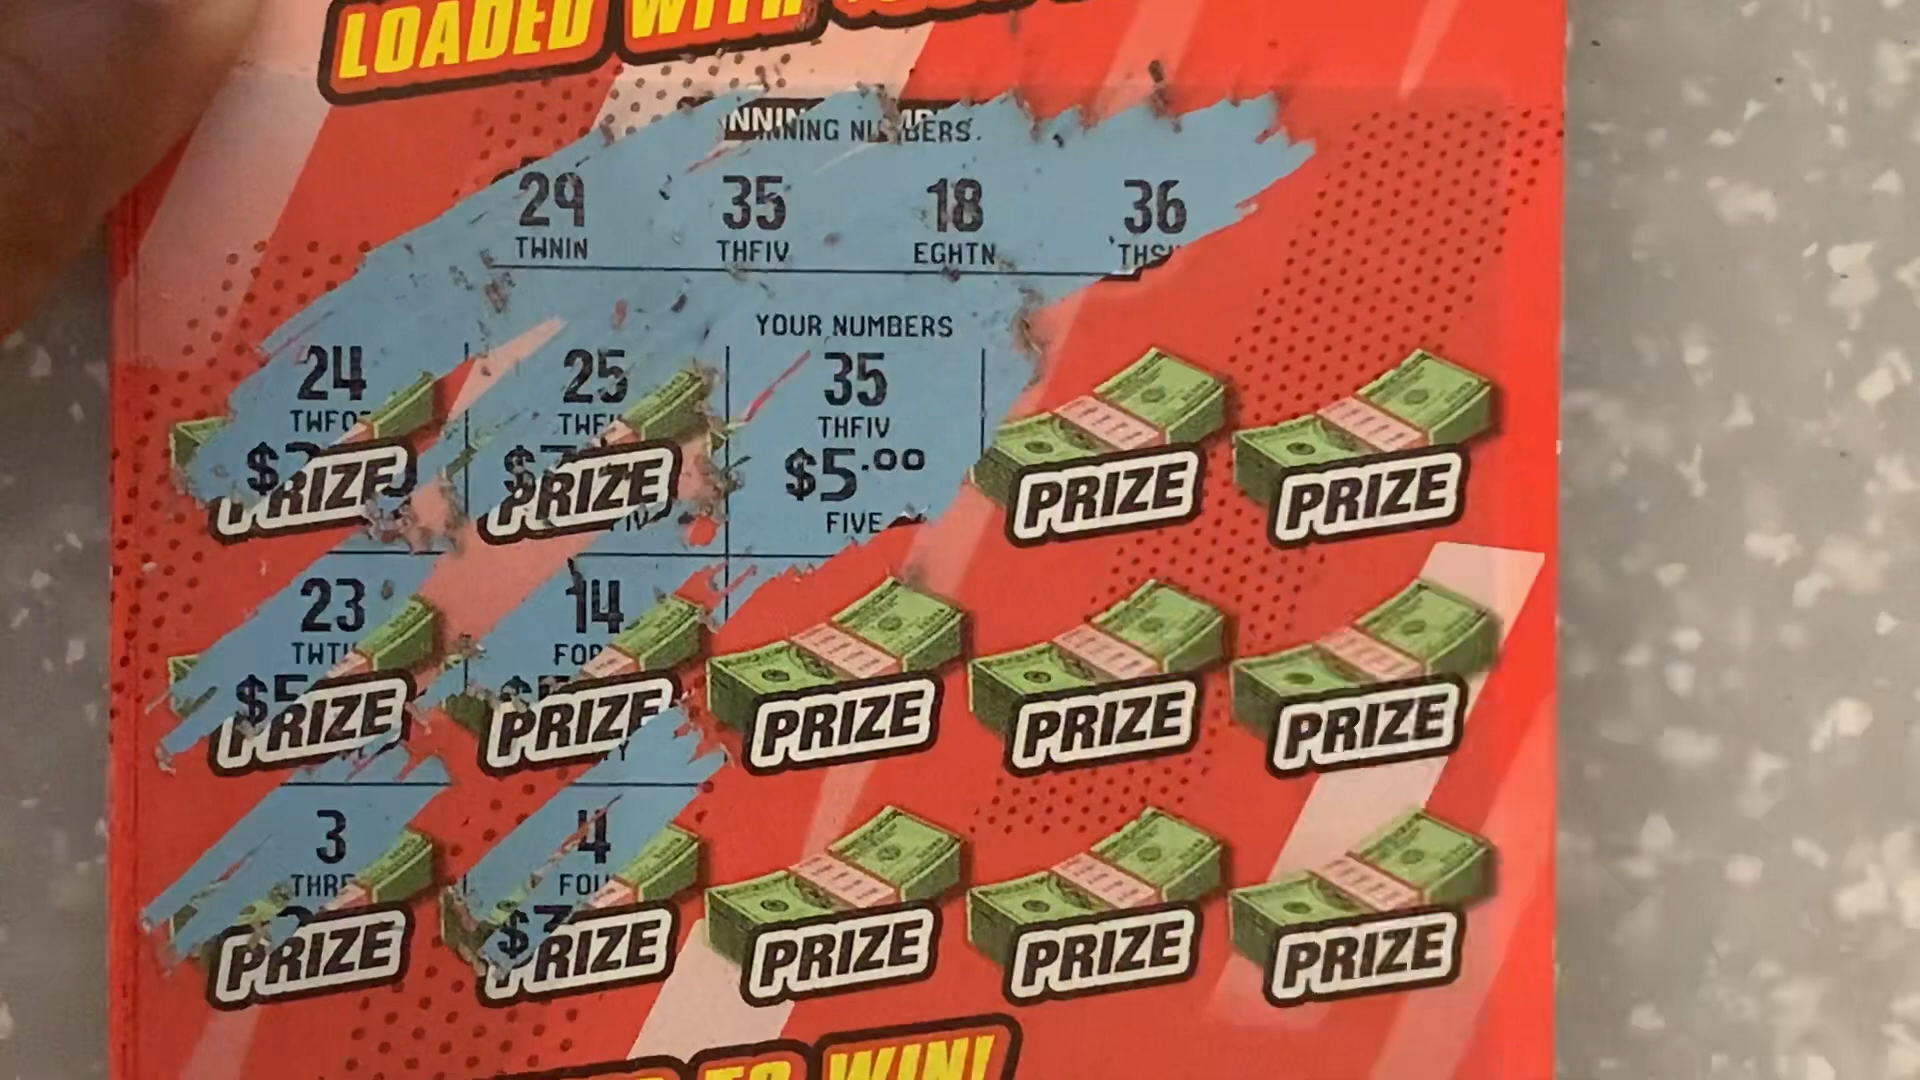 LOADED WITH
WINNING NUMBERS
29 35 18 36
TWNIN THFIV EGHTN
YOUR NUMBERS
24 25 35
THFIV
$5.00
PRIZE PRIZE PRIZE PRIZE
FIVE
23 14
PRIZE PRIZE PRIZE PRIZE PRIZE
3 4
PRIZE PRIZE PRIZE PRIZE PRIZE
TO WIN!